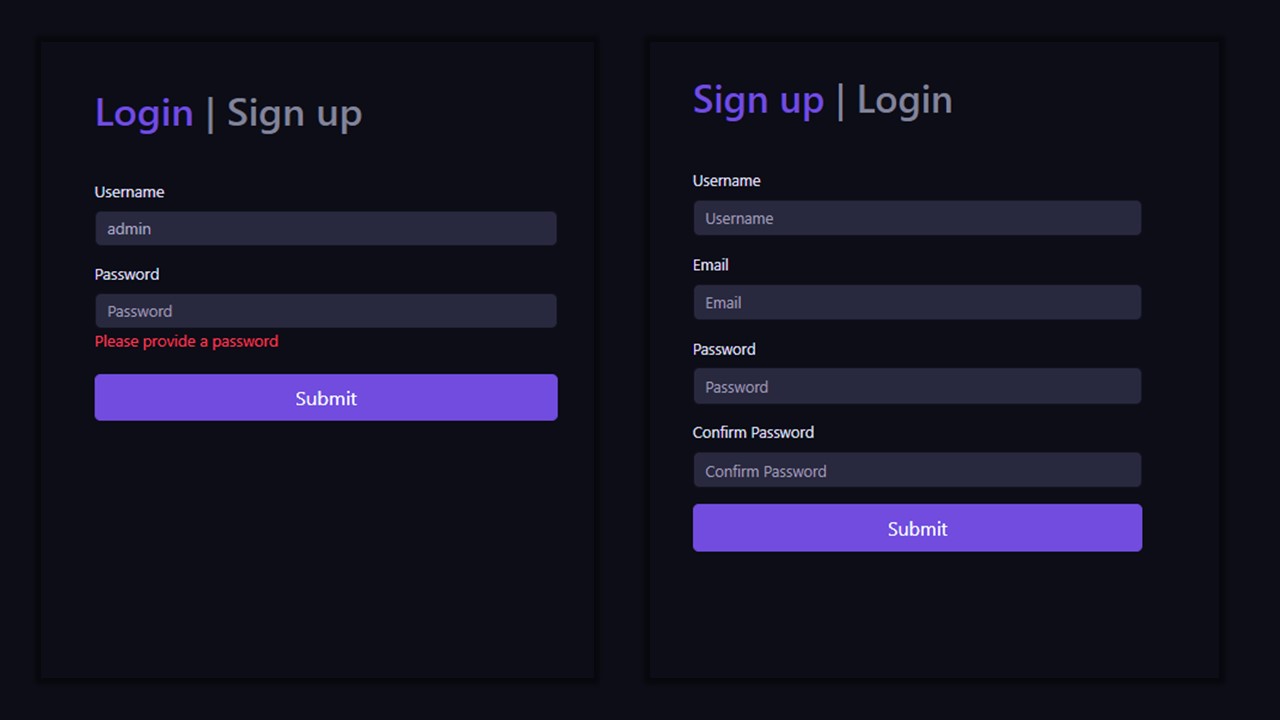 Login | Sign up
Username
admin
Password
Password
Please provide a password
Submit
Sign up | Login
Username
Username
Email
Email
Password
Password
Confirm Password
Confirm Password
Submit